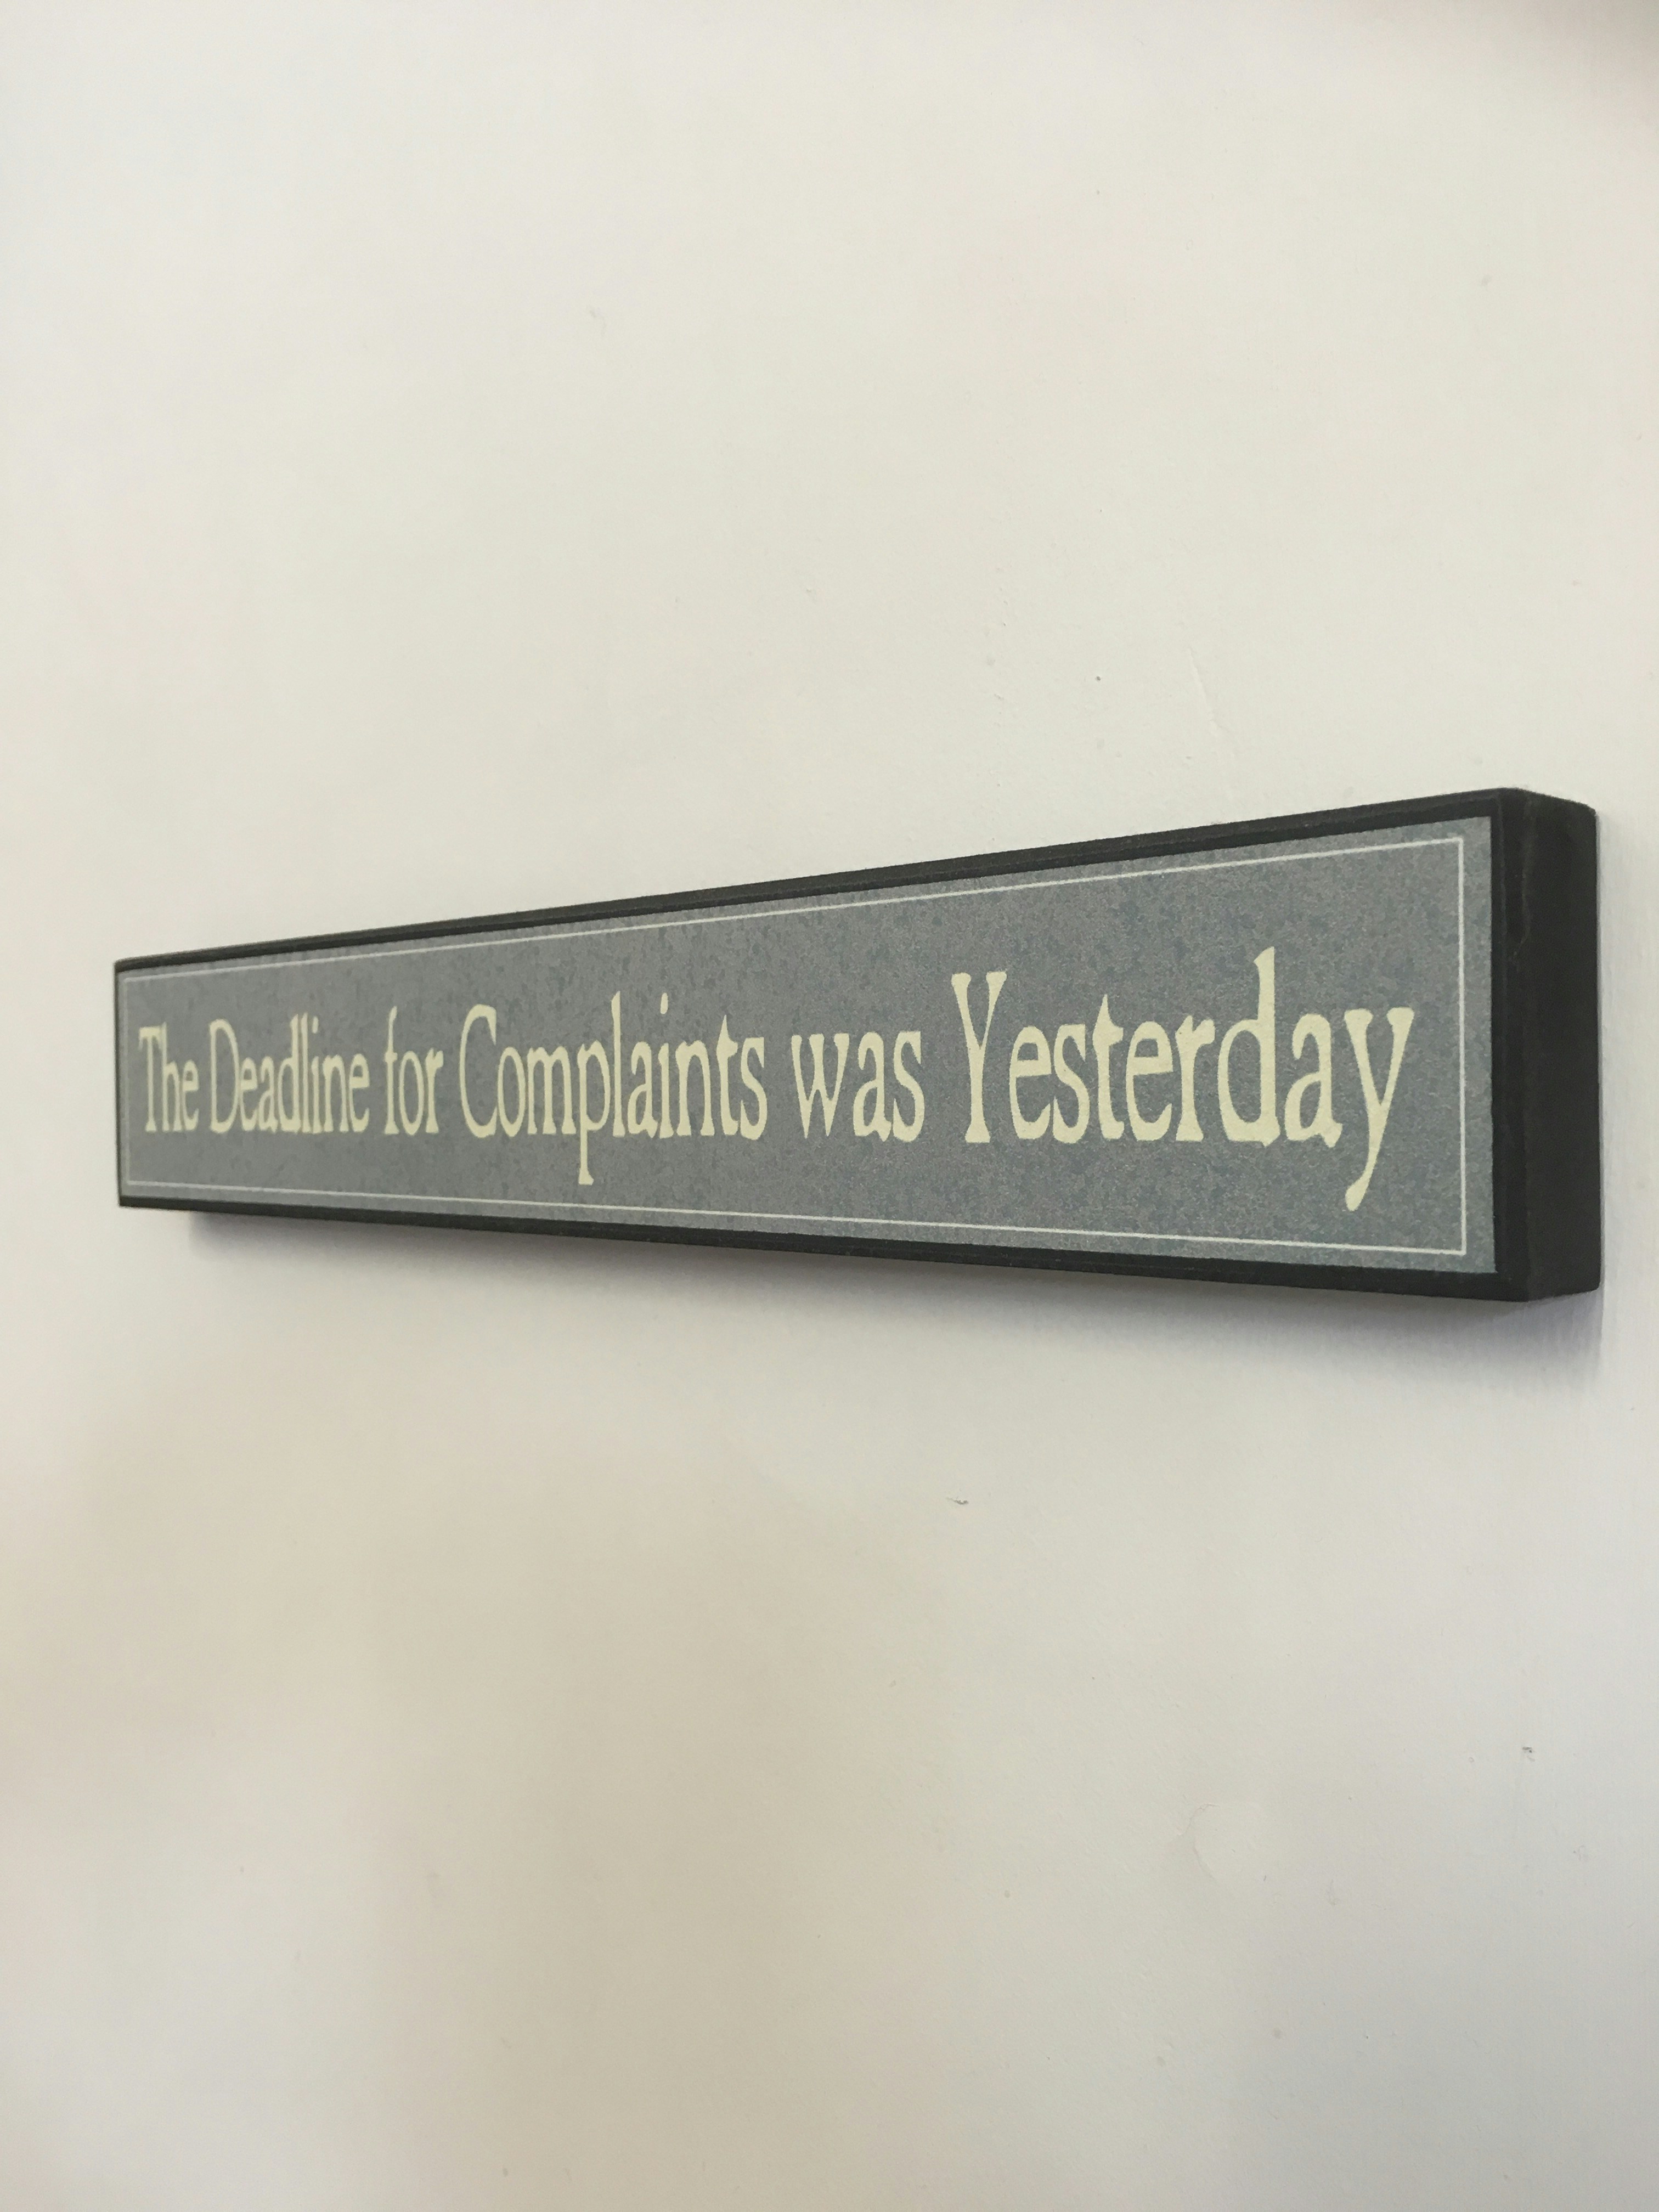 The Deadline for Complaints was Yesterday